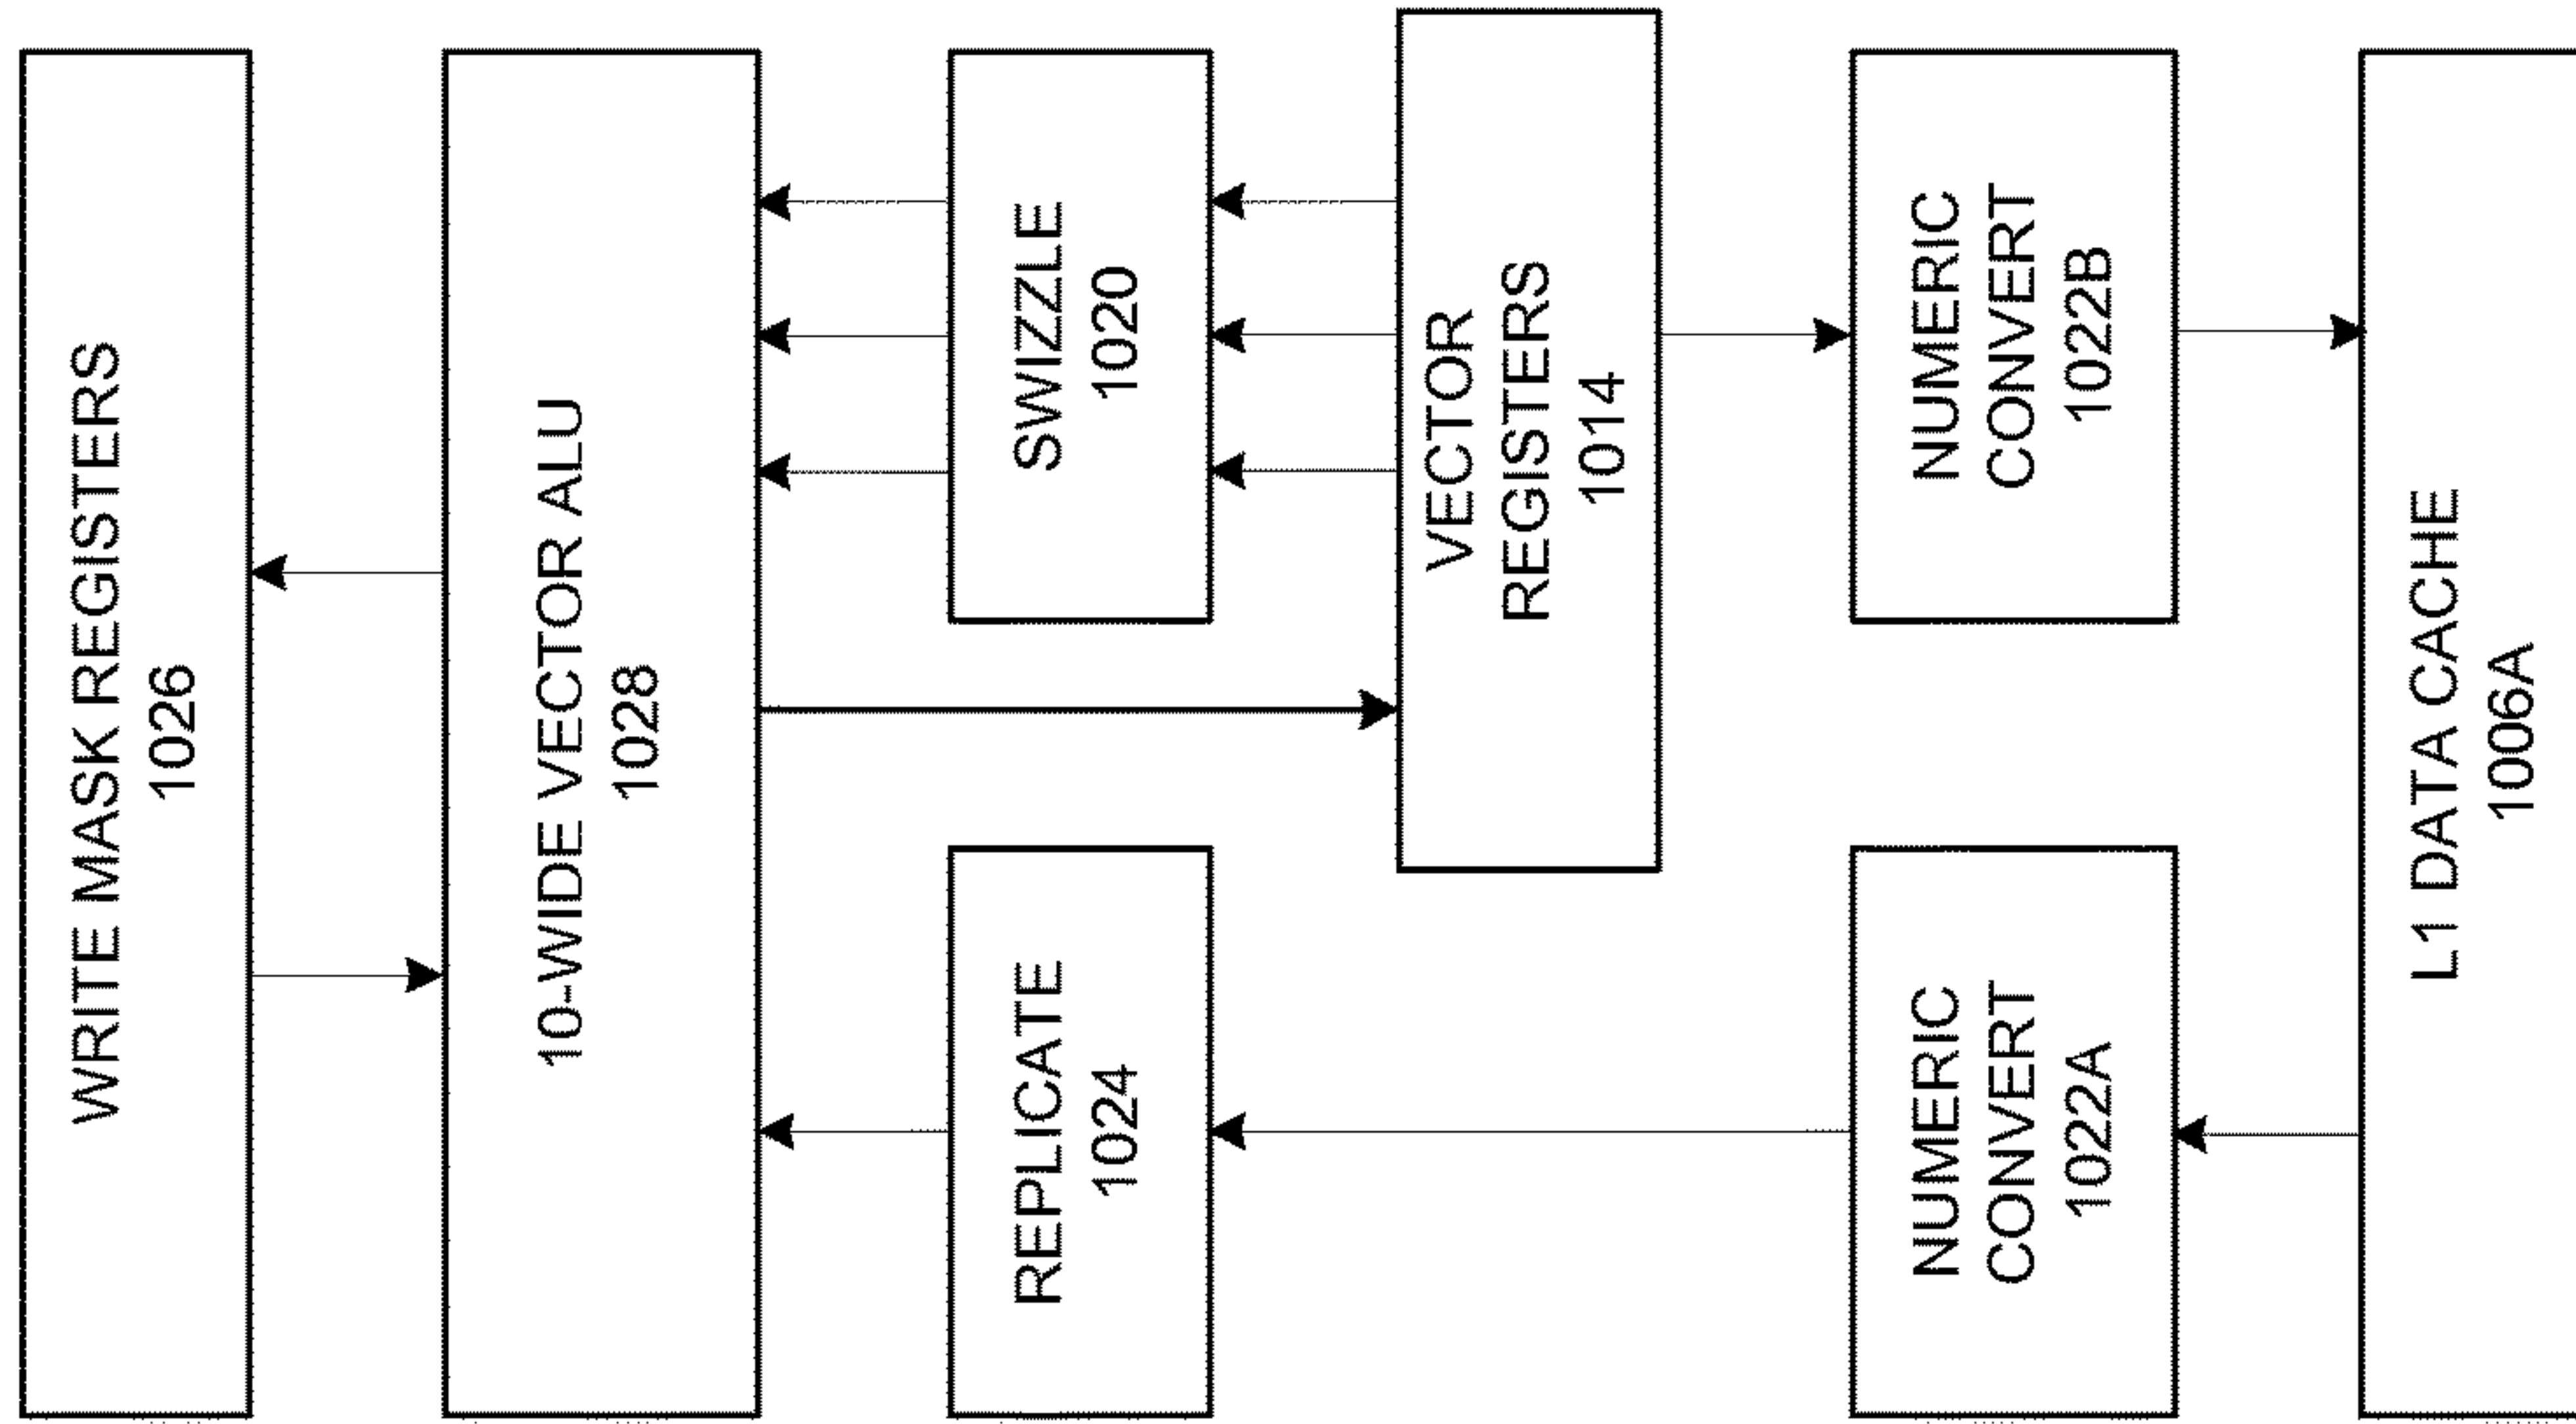 WRITE MASK REGISTERS
1026
10-WIDE VECTOR ALU
1028
REPLICATE
1024
SWIZZLE
1020
VECTOR
REGISTERS
1014
NUMERIC
CONVERT
1022A
NUMERIC
CONVERT
1022B
L1 DATA CACHE
1006A